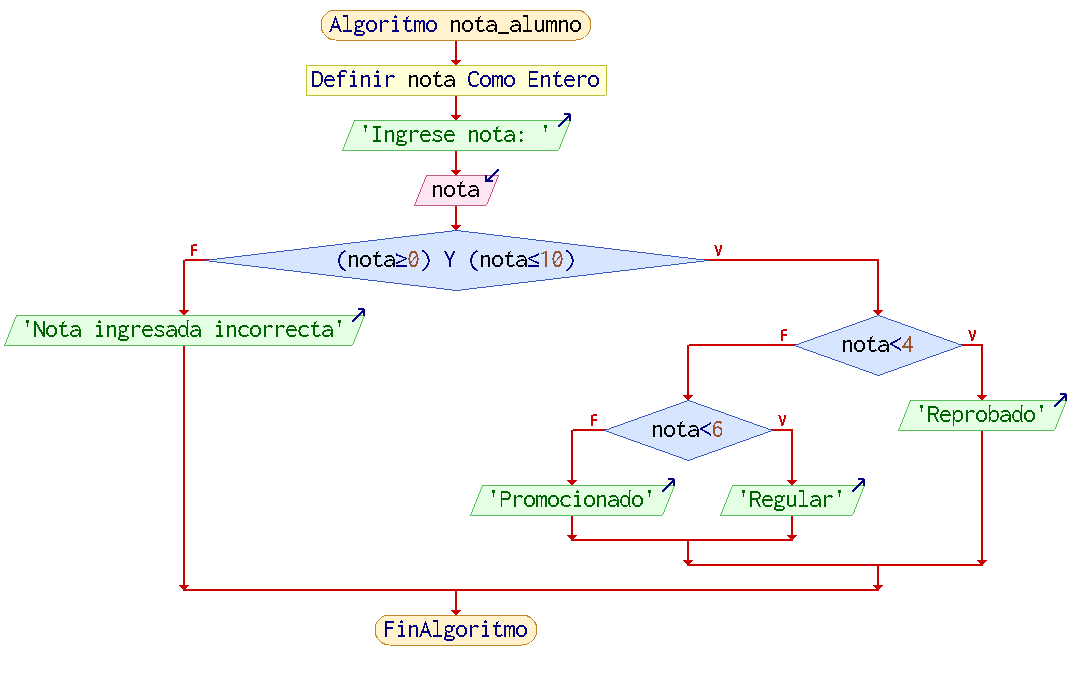 Algoritmo nota_alumno
Definir nota Como Entero
'Ingrese nota: '
nota
(nota≥0) Y (nota≤10)
F
V
'Nota ingresada incorrecta'
nota<4
F
V
nota<6
'Reprobado'
F
V
'Promocionado'
'Regular'
FinAlgoritmo